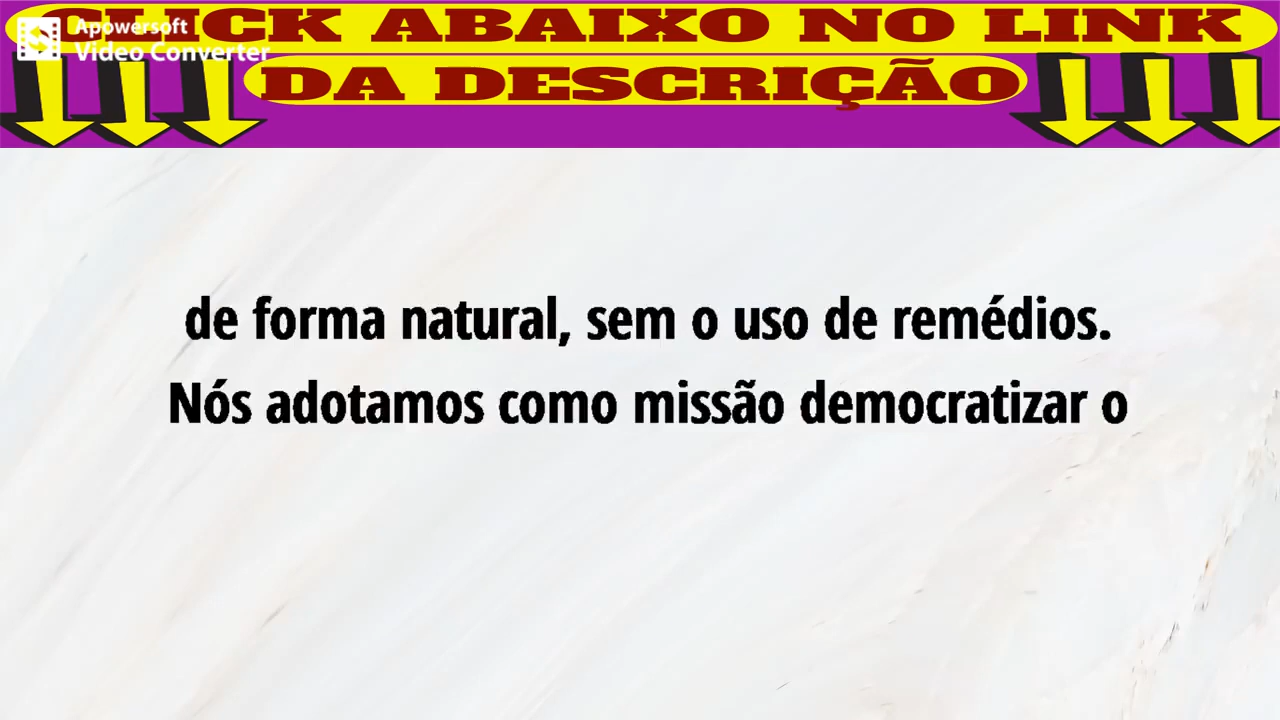 CLICK ABAIXO NO LINK
DA DESCRIÇÃO
Apowersoft
Video Converter
de forma natural, sem o uso de remédios.
Nós adotamos como missão democratizar o